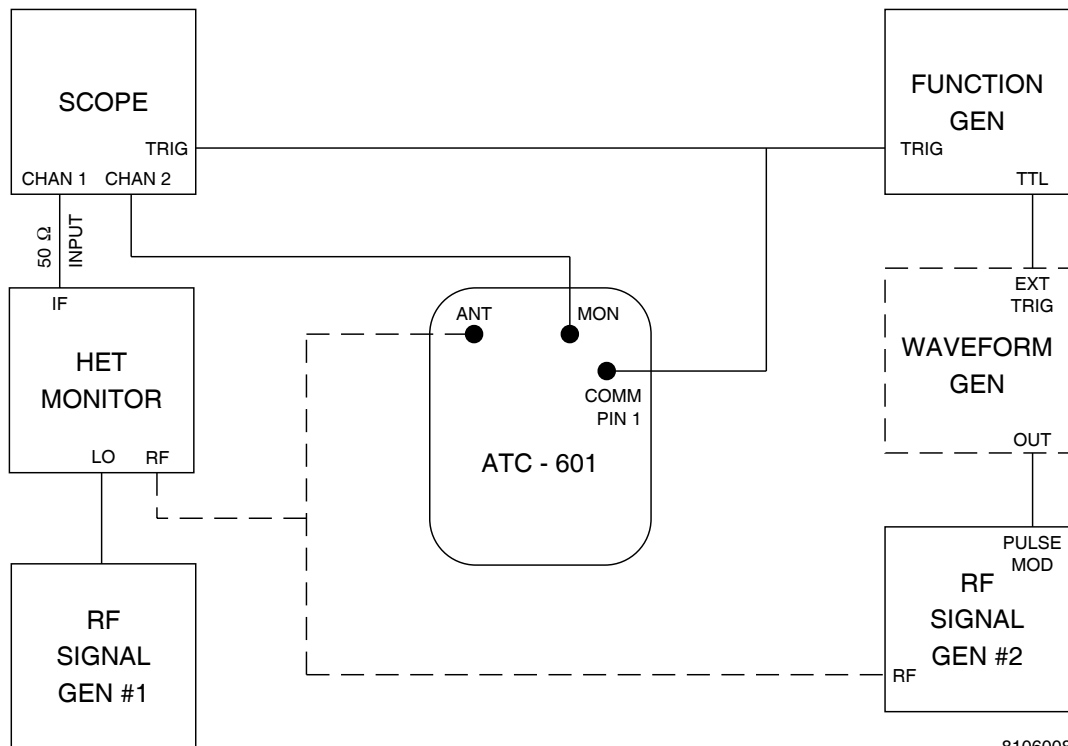 SCOPE
TRIG
CHAN 1 CHAN 2
50 Ω
INPUT
FUNCTION
GEN
TRIG
TTL
IF
HET
MONITOR
LO RF
ANT MON
COMM
PIN 1
ATC - 601
EXT
TRIG
WAVEFORM
GEN
OUT
RF
SIGNAL
GEN #1
PULSE
MOD
RF
SIGNAL
GEN #2
RF